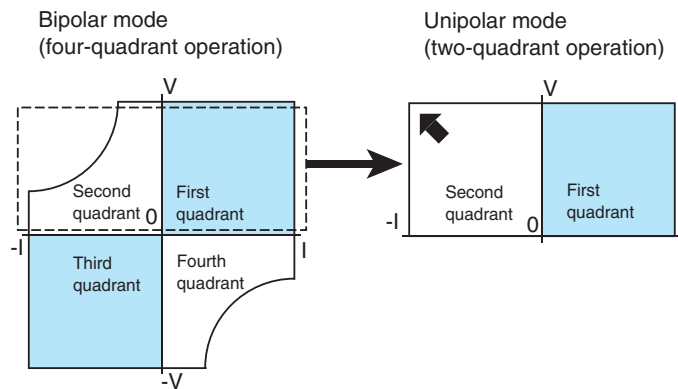 Bipolar mode
(four-quadrant operation)
V
Second
quadrant
0
First
quadrant
-I
I
Third
quadrant
Fourth
quadrant
-V
Unipolar mode
(two-quadrant operation)
V
Second
quadrant
First
quadrant
-I
0